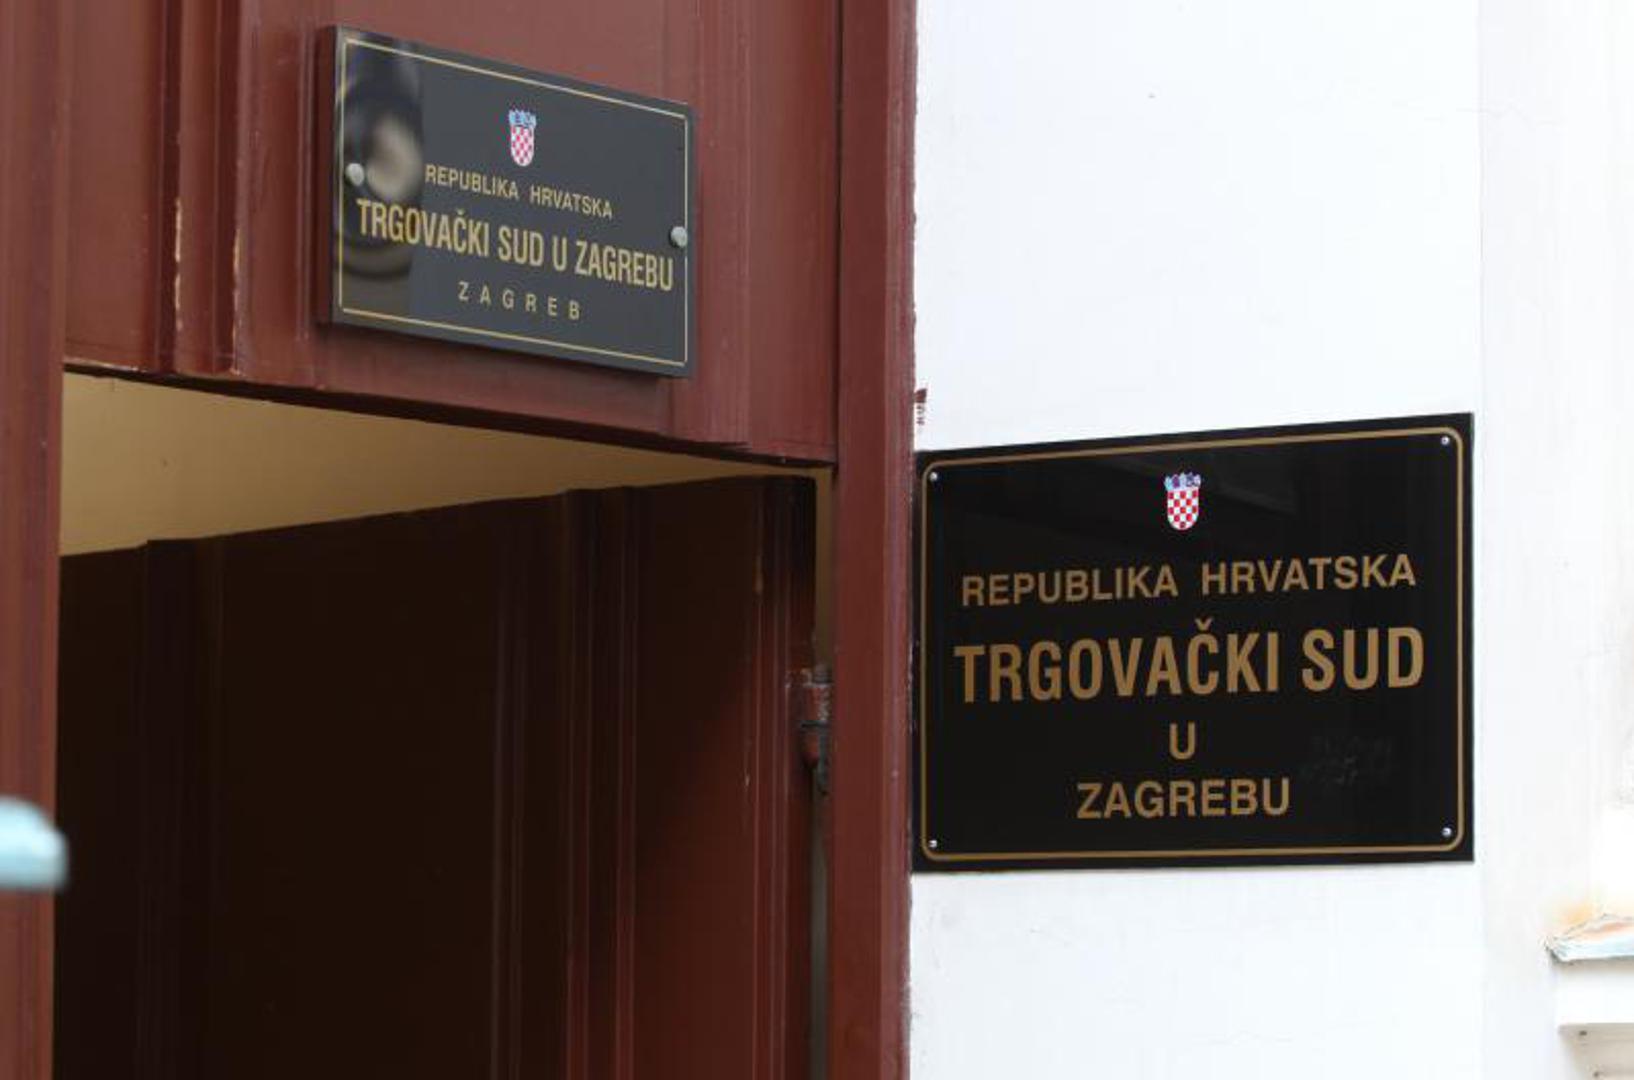 REPUBLIKA HRVATSKA
TRGOVAČKI SUD U ZAGREBU
ZAGREB
REPUBLIKA HRVATSKA
TRGOVAČKI SUD
U
ZAGREBU